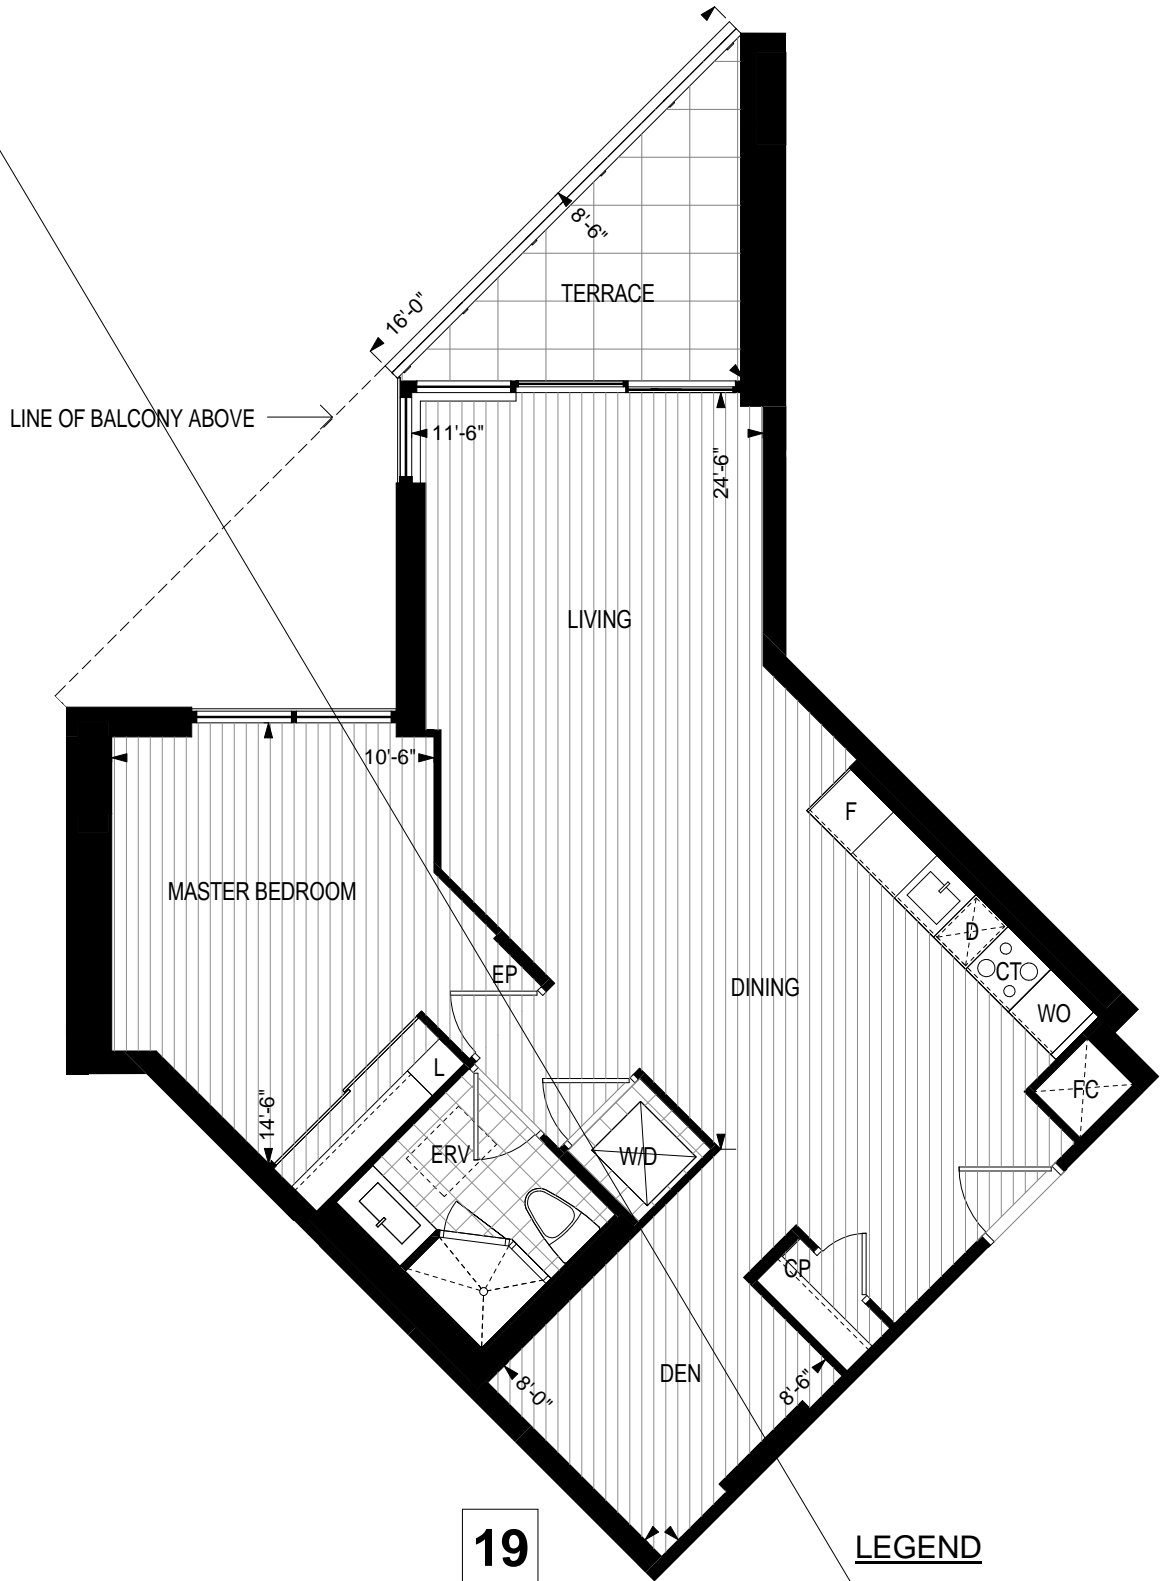 8'-6"
TERRACE
16'-0"
LINE OF BALCONY ABOVE
11'-6"
24'-6"
LIVING
10'-6"
F
MASTER BEDROOM
D
EP
CT
DINING
WO
L
FC
14'-6"
ERV
W/D
CP
DEN
8'-0"
8'-6"
19
LEGEND